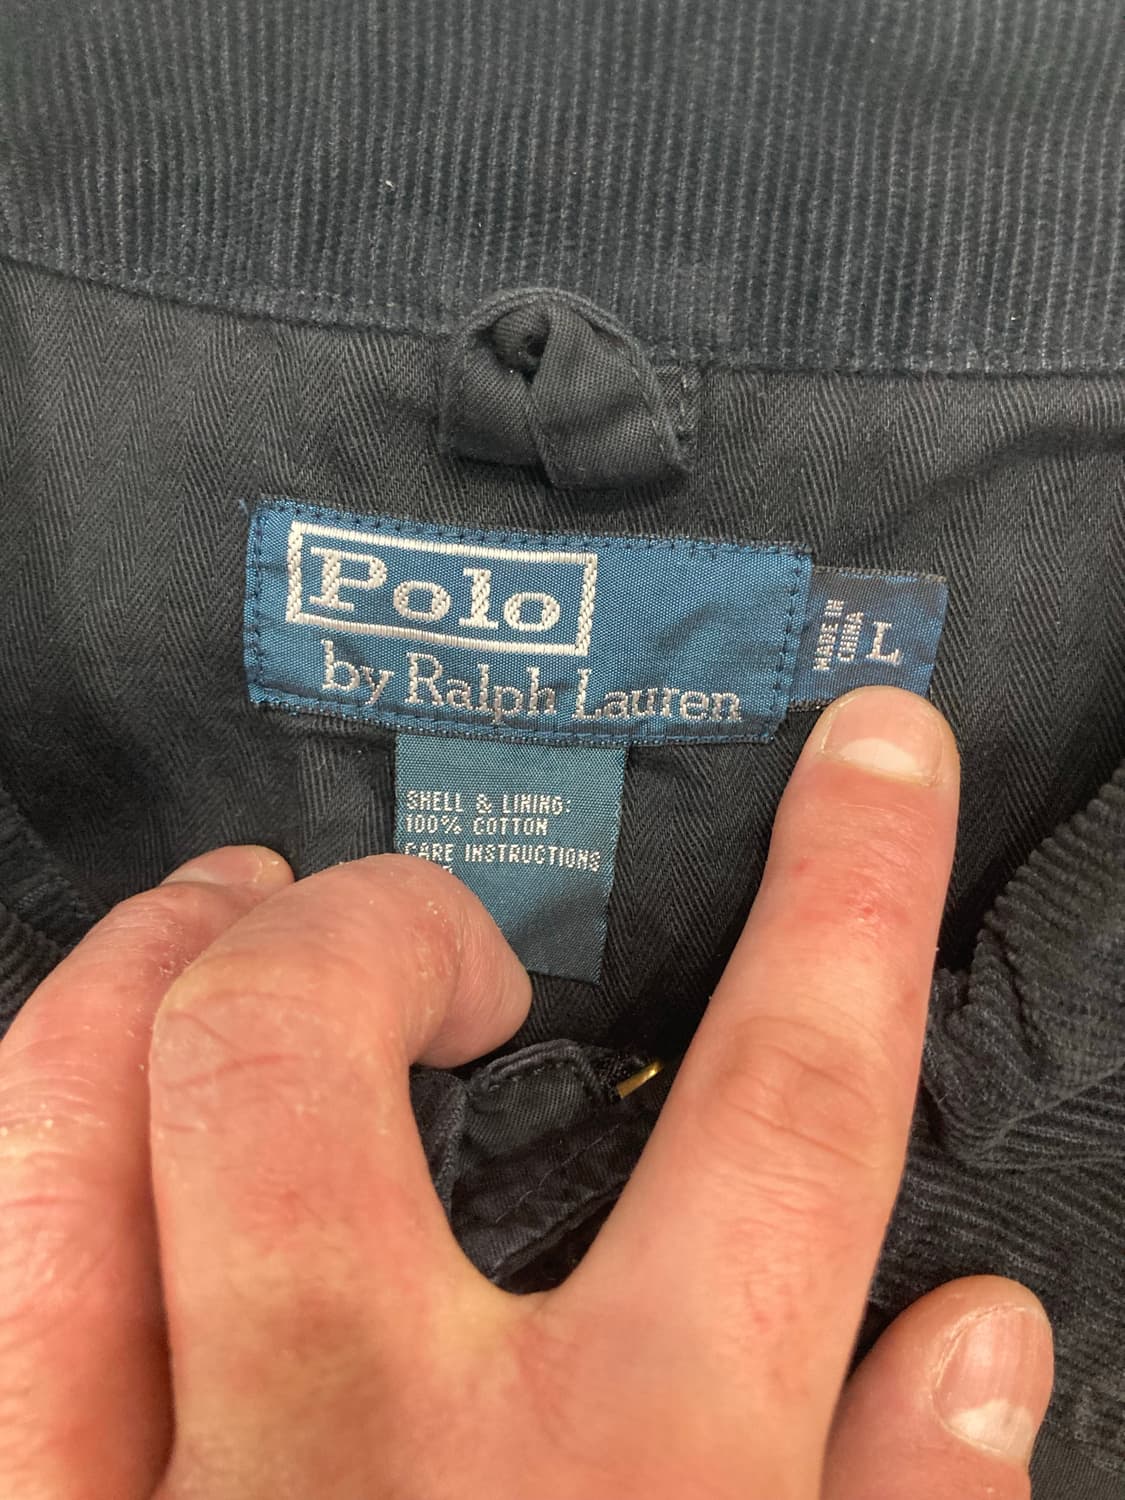 Polo
by Ralph Lauren
MADE IN
CHINA
L
SHELL & LINING:
100% COTTON
CARE INSTRUCTIONS